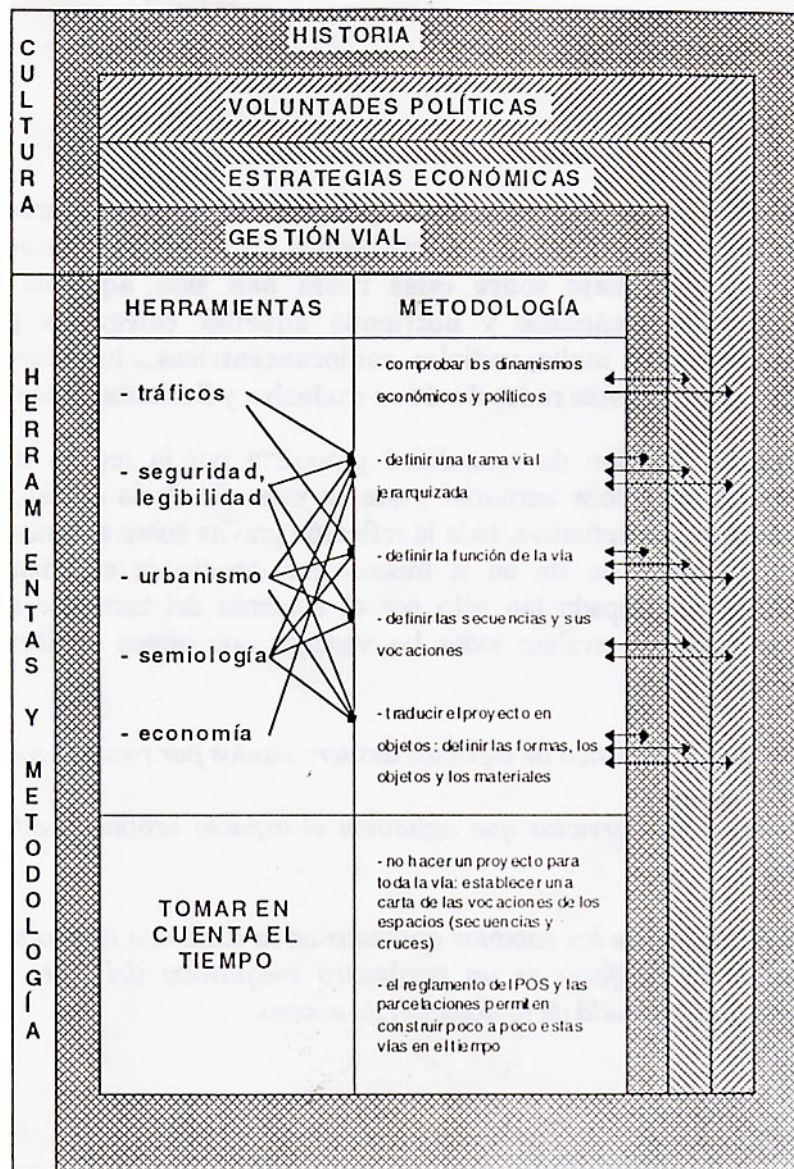 HISTORIA
CULTURA
VOLUNTADES POLÍTICAS
ESTRATEGIAS ECONÓMICAS
GESTIÓN VIAL
HERRAMIENTAS Y METODOLOGÍA
HERRAMIENTAS
METODOLOGÍA
- tráficos
- seguridad,
legibilidad
- urbanismo
- semiología
- economía
- comprobar los dinamismos
económicos y políticos
- definir una trama vial
jerarquizada
- definir la función de la vía
- definir las secuencias y sus
vocaciones
- traducir el proyecto en
objetos: definir las formas, los
objetos y los materiales
TOMAR EN
CUENTA EL
TIEMPO
- no hacer un proyecto para
toda la vía: establecer una
carta de las vocaciones de los
espacios (secuencias y
cruces)
- el reglamento del POS y las
parcelaciones permiten
construir poco a poco estas
vías en el tiempo